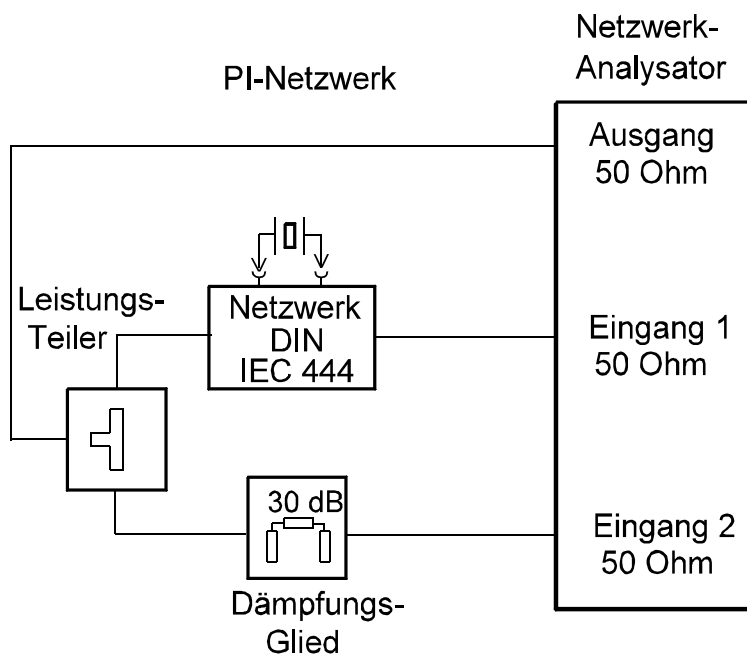 Netzwerk-
Analysator
PI-Netzwerk
Ausgang
50 Ohm
Leistungs-
Teiler
Netzwerk
DIN
IEC 444
Eingang 1
50 Ohm
30 dB
Eingang 2
50 Ohm
Dämpfungs-
Glied